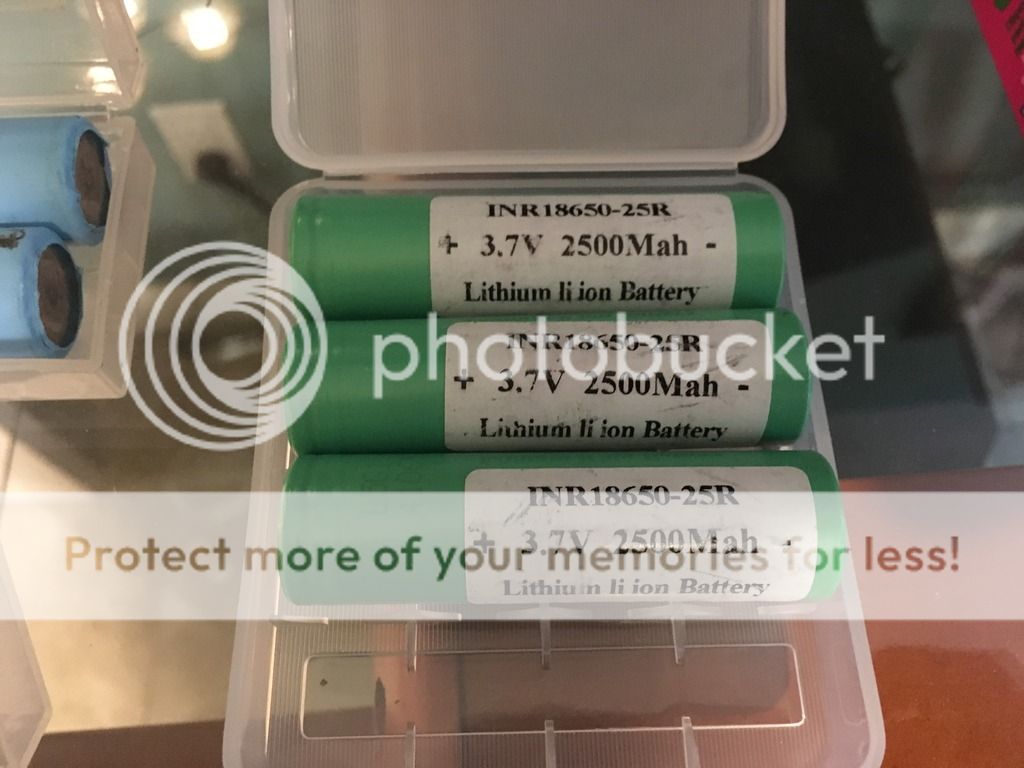 INR18650-25R
+ 3.7V 2500Mah -
Lithium li ion Battery
INR18650-25R
+ 3.7V 2500Mah -
Lithium li ion Battery
INR18650-25R
+ 3.7V 2500Mah -
Lithium li ion Battery
photobucket
Protect more of your memories for less!